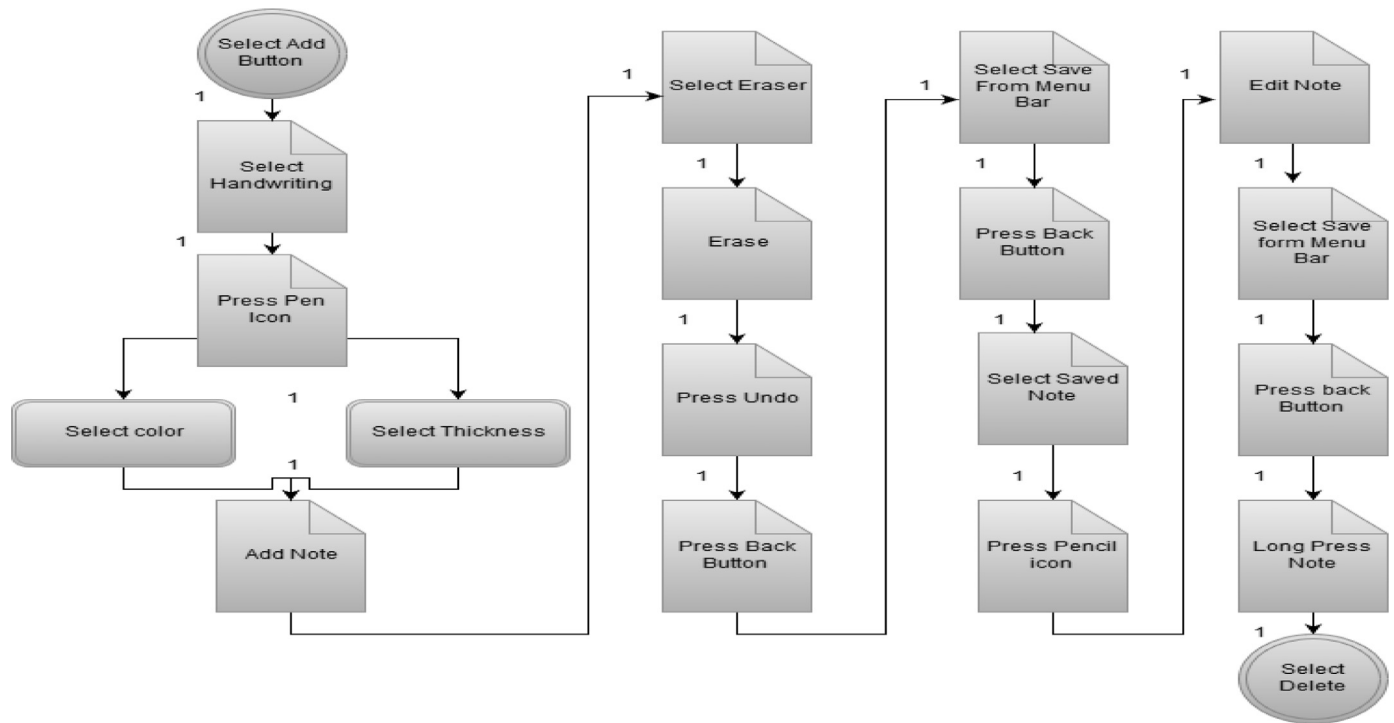 Select Add
Button
1
Select
Handwriting
1
Press Pen
Icon
1
Select color
Select Thickness
1
Add Note
1
Select Eraser
1
Erase
1
Press Undo
1
Press Back
Button
1
Select Save
From Menu
Bar
1
Press Back
Button
1
Select Saved
Note
1
Press Pencil
icon
1
Edit Note
1
Select Save
form Menu
Bar
1
Press back
Button
1
Long Press
Note
1
Select
Delete